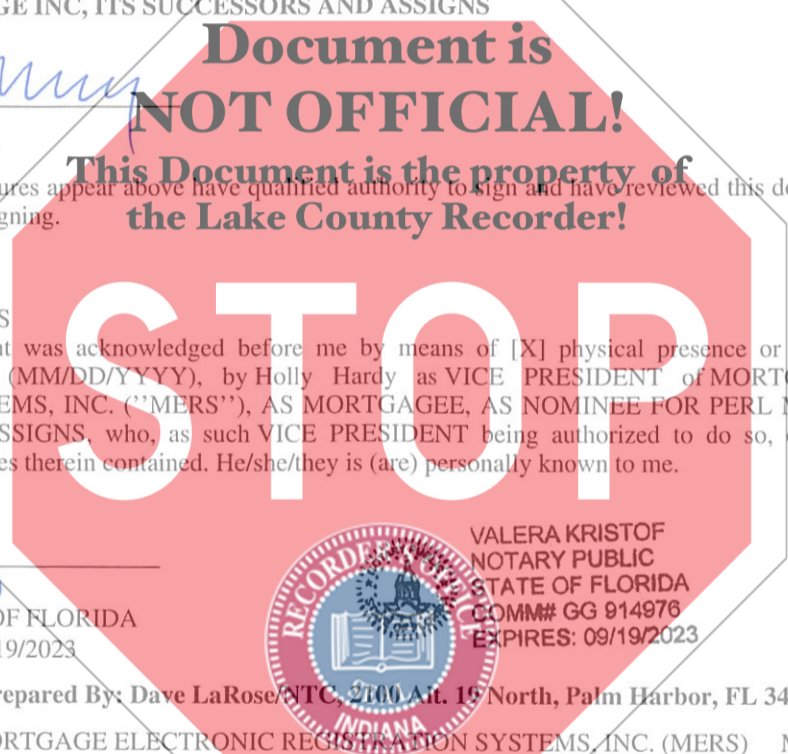 GE INC, ITS SUCCESSORS AND ASSIGNS
Document is
NOT OFFICIAL!
This Document is the property of
ures appear above have qualified authority to sign and have reviewed this do
gning.
the Lake County Recorder!
STOP
S
nt was acknowledged before me by means of [X] physical presence or
(MM/DD/YYYY), by Holly Hardy as VICE PRESIDENT of MORTG
EMS, INC. (''MERS''), AS MORTGAGEE, AS NOMINEE FOR PERL M
SSIGNS, who, as such VICE PRESIDENT being authorized to do so,
es therein contained. He/she/they is (are) personally known to me.
VALERA KRISTOF
NOTARY PUBLIC
STATE OF FLORIDA
COMM# GG 914976
EXPIRES: 09/19/2023
RECORDER'S OFFICE
INDIANA
OF FLORIDA
19/2023
repared By: Dave LaRose/NTC, 2100 Alt. 19 North, Palm Harbor, FL 34
ORTGAGE ELECTRONIC REGISTRATION SYSTEMS, INC. (MERS)